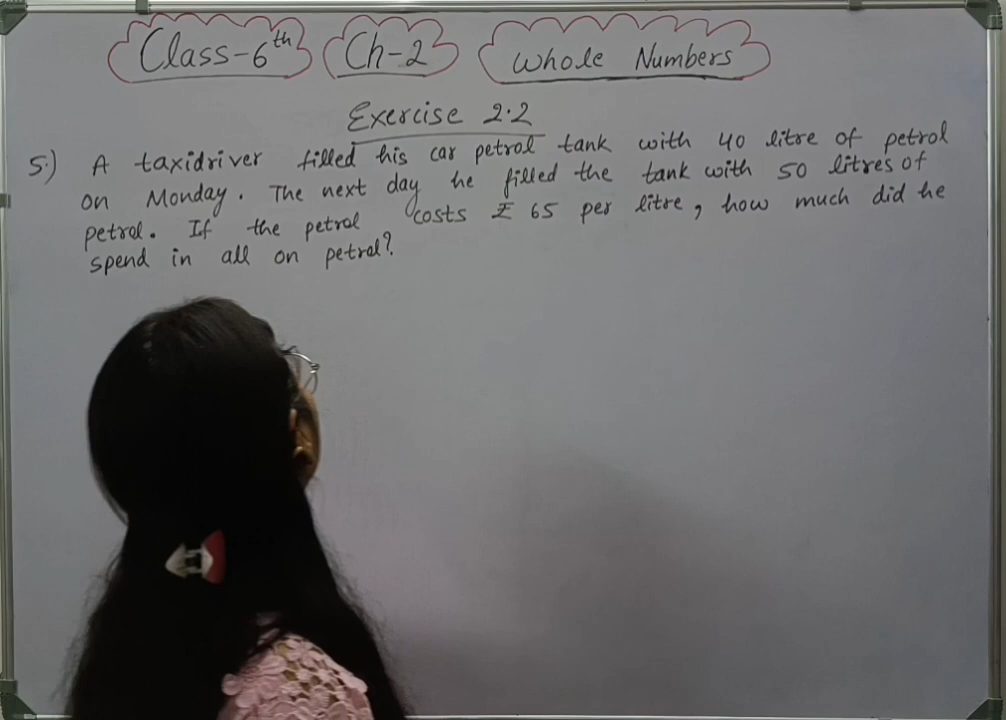 Class-6th Ch-2 Whole Numbers
Exercise 2.2
5.) A taxidriver filled his car petrol tank with 40 litre of petrol
on Monday. The next day he filled the tank with 50 litres of
petrol. If the petrol costs ₹ 65 per litre, how much did he
spend in all on petrol?